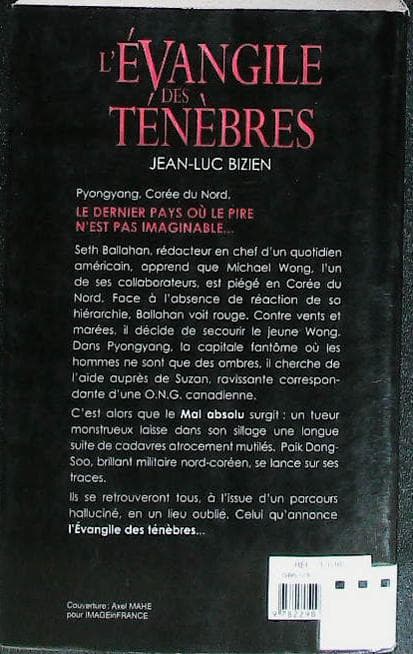 L'ÉVANGILE
DES
TÉNÈBRES
JEAN-LUC BIZIEN
Pyongyang, Corée du Nord.
LE DERNIER PAYS OÙ LE PIRE
N'EST PAS IMAGINABLE...
Seth Ballahan, rédacteur en chef d'un quotidien
américain, apprend que Michael Wong, l'un
de ses collaborateurs, est piégé en Corée du
Nord. Face à l'absence de réaction de sa
hiérarchie, Ballahan voit rouge. Contre vents et
marées, il décide de secourir le jeune Wong.
Dans Pyongyang, la capitale fantôme où les
hommes ne sont que des ombres, il cherche de
l'aide auprès de Suzan, ravissante correspon-
dante d'une O.N.G. canadienne.
C'est alors que le Mal absolu surgit : un tueur
monstrueux laisse dans son sillage une longue
suite de cadavres atrocement mutilés. Paik Dong-
Soo, brillant militaire nord-coréen, se lance sur ses
traces.
Ils se retrouveront tous, à l'issue d'un parcours
halluciné, en un lieu oublié. Celui qu'annonce
l'Évangile des ténèbres...
Couverture : Axel MAHE
pour IMAGEinFRANCE
9 782298